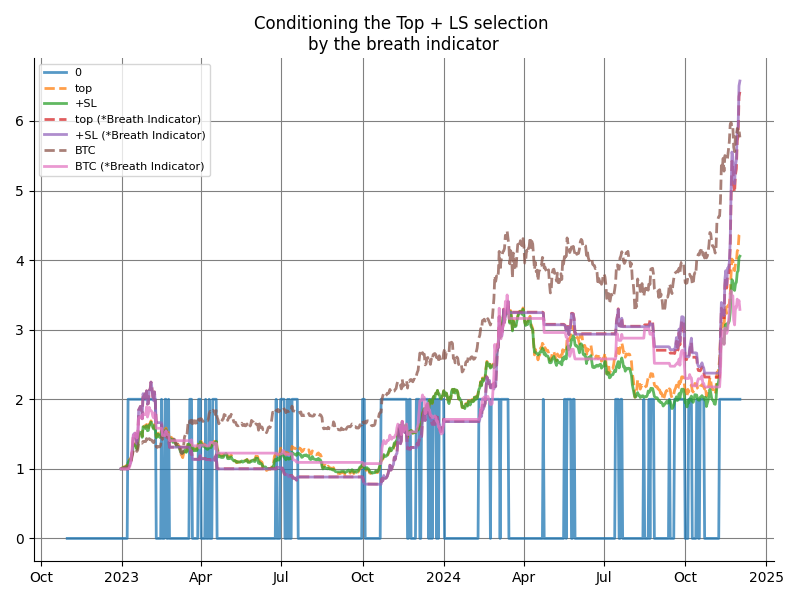 Conditioning the Top + LS selection
by the breath indicator
0
top
+SL
top (*Breath Indicator)
+SL (*Breath Indicator)
BTC
BTC (*Breath Indicator)
6
5
4
3
2
1
0
Oct 2023 Apr Jul Oct 2024 Apr Jul Oct 2025